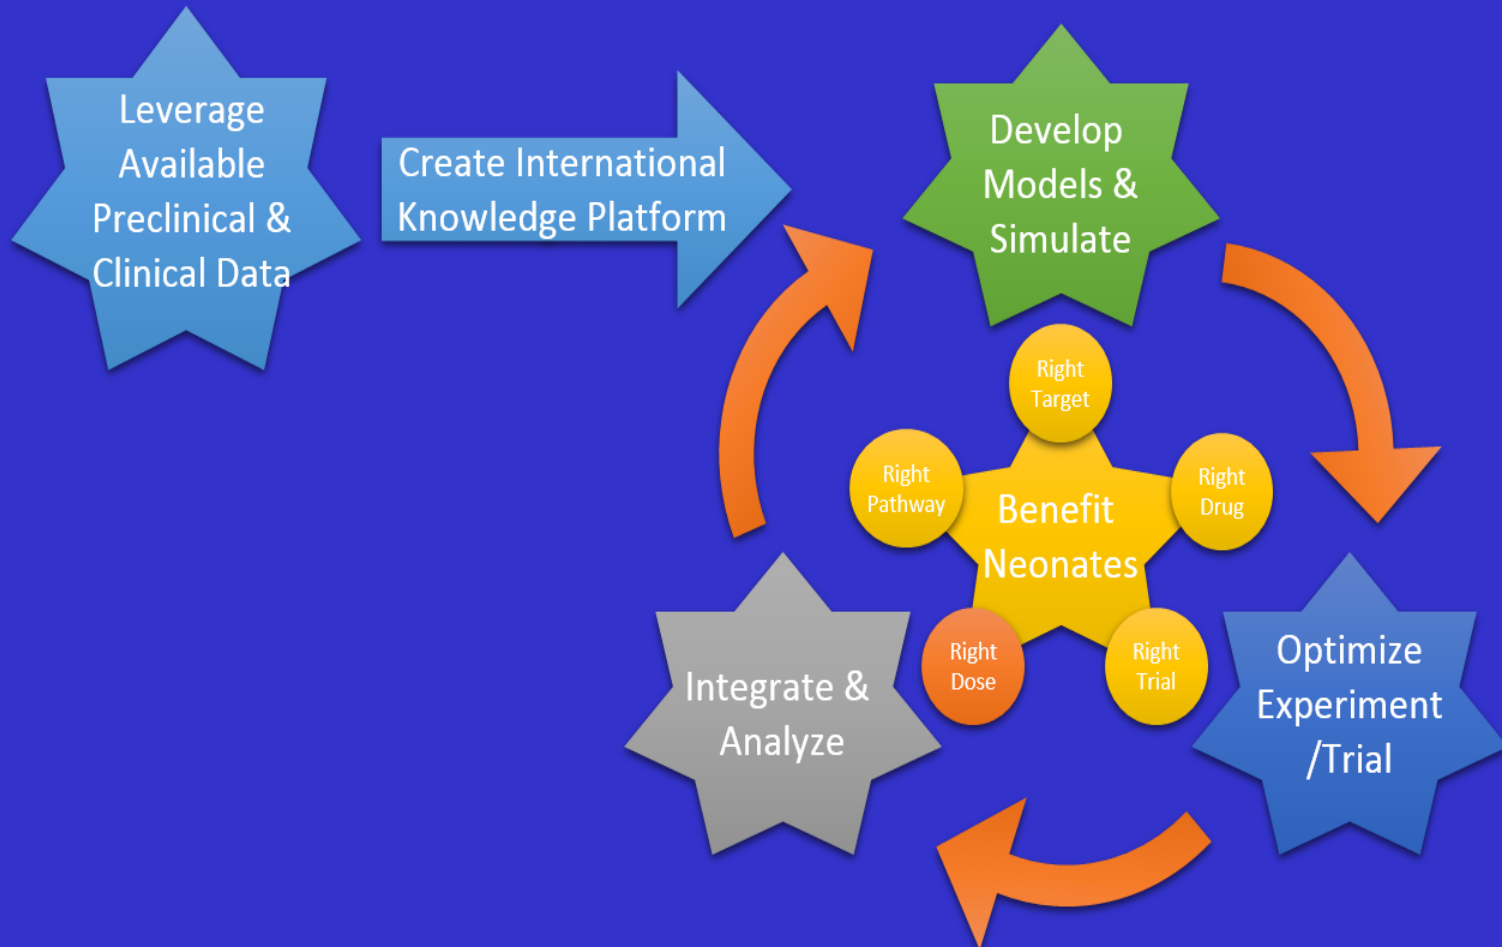 Leverage
Available
Preclinical &
Clinical Data
Create International
Knowledge Platform
Develop
Models &
Simulate
Right
Target
Right
Pathway
Right
Drug
Benefit
Neonates
Right
Dose
Right
Trial
Integrate &
Analyze
Optimize
Experiment
/Trial